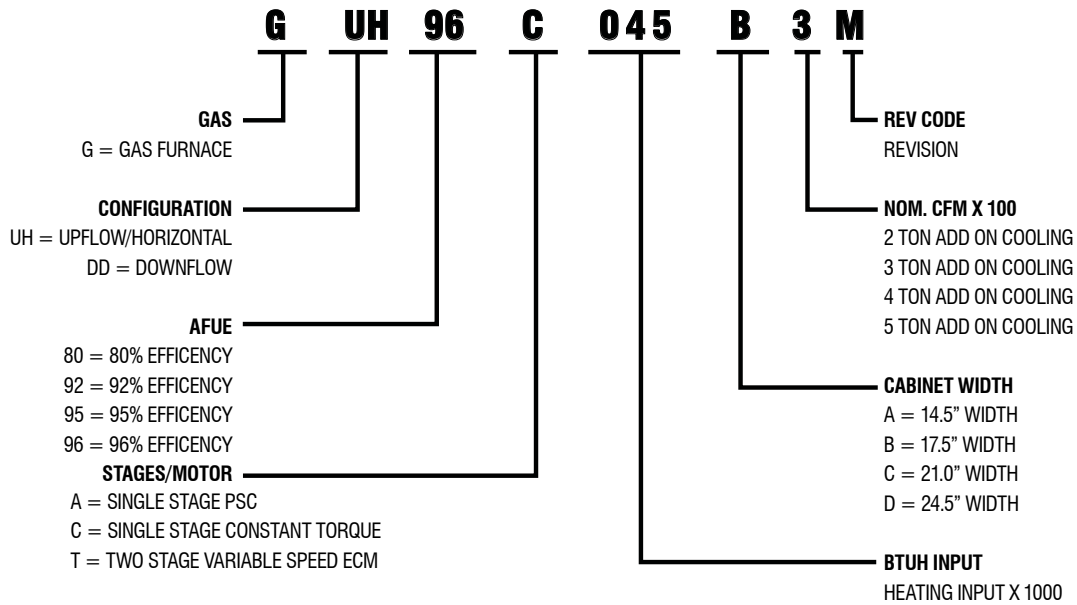 G UH 96 C 045 B 3 M
GAS
G = GAS FURNACE
CONFIGURATION
UH = UPFLOW/HORIZONTAL
DD = DOWNFLOW
AFUE
80 = 80% EFFICENCY
92 = 92% EFFICENCY
95 = 95% EFFICENCY
96 = 96% EFFICENCY
STAGES/MOTOR
A = SINGLE STAGE PSC
C = SINGLE STAGE CONSTANT TORQUE
T = TWO STAGE VARIABLE SPEED ECM
REV CODE
REVISION
NOM. CFM X 100
2 TON ADD ON COOLING
3 TON ADD ON COOLING
4 TON ADD ON COOLING
5 TON ADD ON COOLING
CABINET WIDTH
A = 14.5” WIDTH
B = 17.5” WIDTH
C = 21.0” WIDTH
D = 24.5” WIDTH
BTUH INPUT
HEATING INPUT X 1000